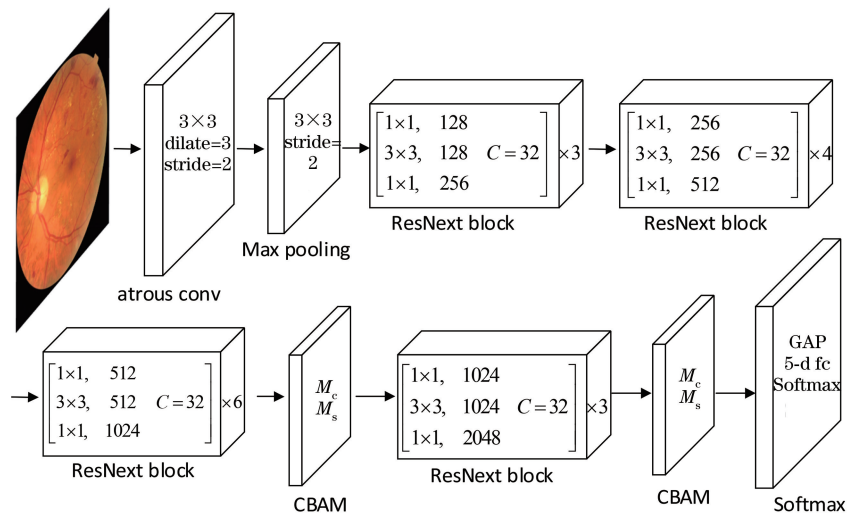 3×3
dilate=3
stride=2
atrous conv
3×3
stride=
2
Max pooling
1×1, 128
3×3, 128 C=32 ×3
1×1, 256
ResNext block
1×1, 256
3×3, 256 C=32 ×4
1×1, 512
ResNext block
1×1, 512
3×3, 512 C=32 ×6
1×1, 1024
ResNext block
Mc
Ms
CBAM
1×1, 1024
3×3, 1024 C=32 ×3
1×1, 2048
ResNext block
Mc
Ms
CBAM
GAP
5-d fc
Softmax
Softmax